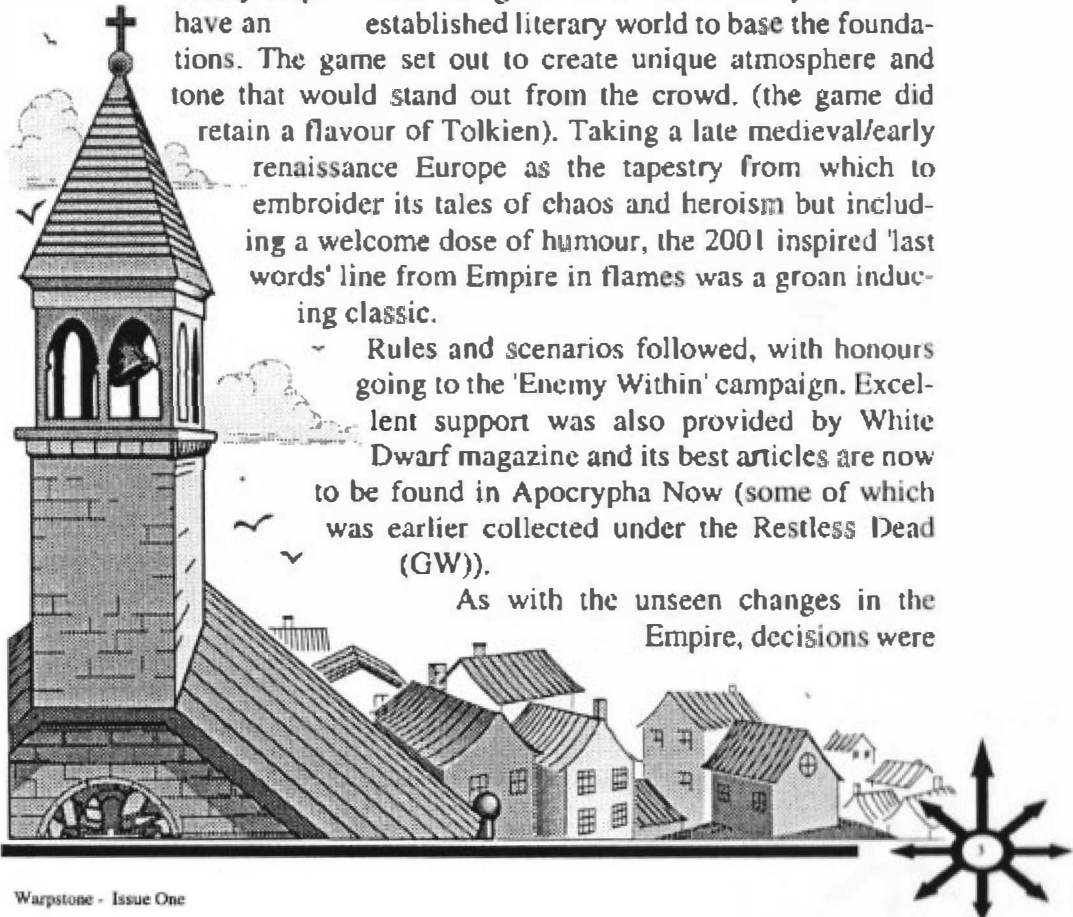 have an established literary world to base the founda-
tions. The game set out to create unique atmosphere and
tone that would stand out from the crowd. (the game did
retain a flavour of Tolkien). Taking a late medieval/early
renaissance Europe as the tapestry from which to
embroider its tales of chaos and heroism but includ-
ing a welcome dose of humour, the 2001 inspired 'last
words' line from Empire in flames was a groan induc-
ing classic.
Rules and scenarios followed, with honours
going to the 'Enemy Within' campaign. Excel-
lent support was also provided by White
Dwarf magazine and its best articles are now
to be found in Apocrypha Now (some of which
was earlier collected under the Restless Dead
(GW)).
As with the unseen changes in the
Empire, decisions were
3
Warpstone - Issue One